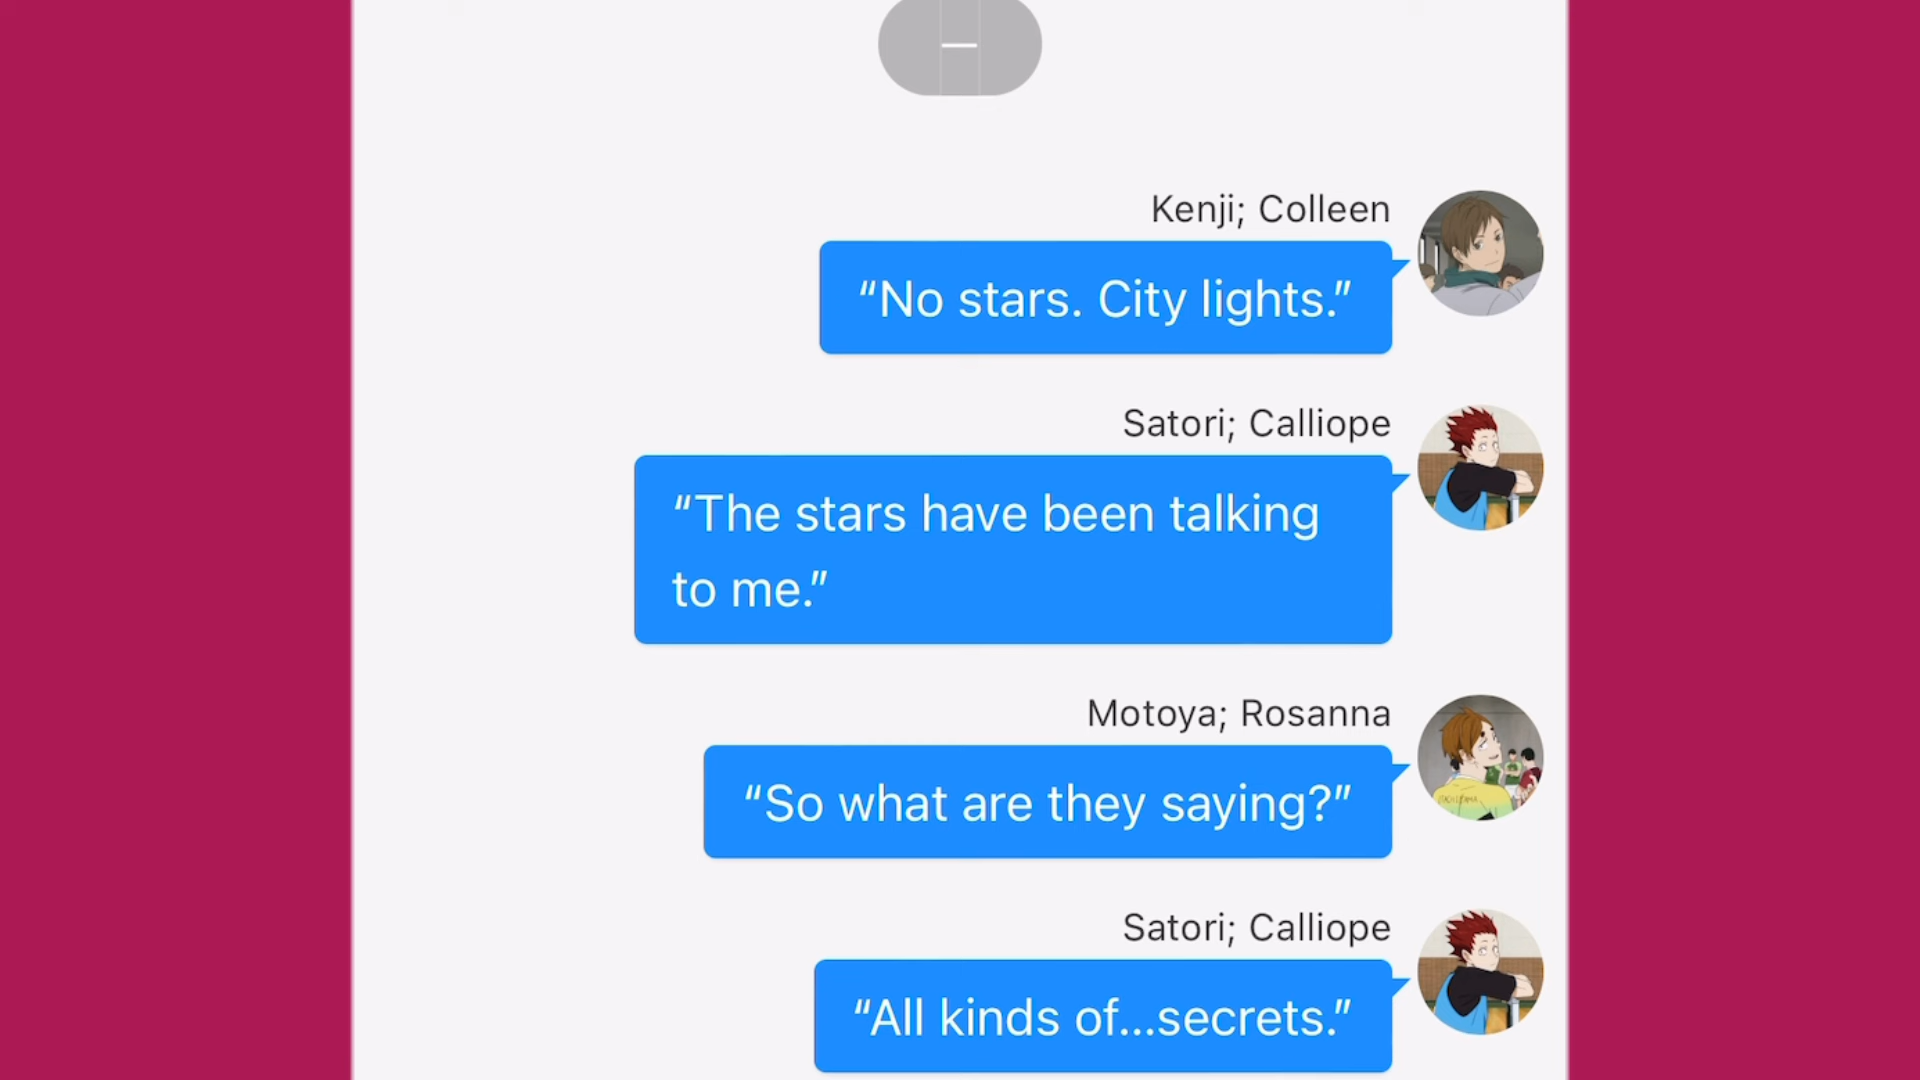 —
Kenji; Colleen
“No stars. City lights.”
Satori; Calliope
“The stars have been talking
to me.”
Motoya; Rosanna
“So what are they saying?”
Satori; Calliope
“All kinds of...secrets.”